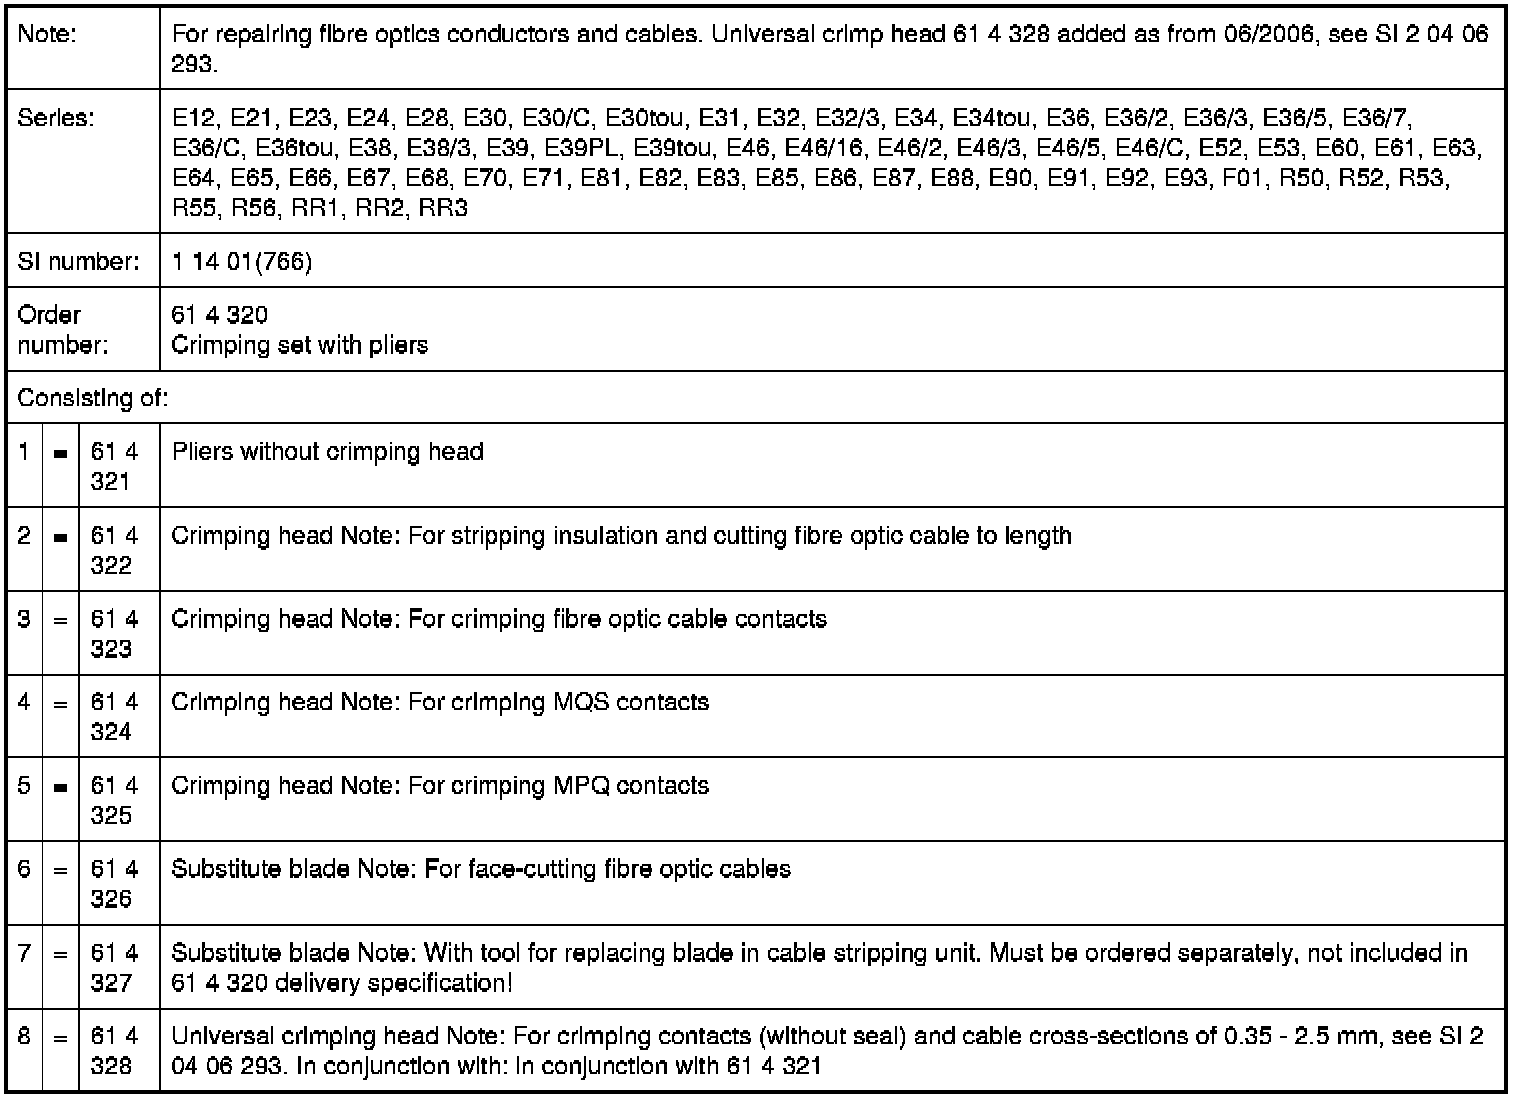 Note: For repairing fibre optics conductors and cables. Universal crimp head 61 4 328 added as from 06/2006, see SI 2 04 06
293.
Series: E12, E21, E23, E24, E28, E30, E30/C, E30tou, E31, E32, E32/3, E34, E34tou, E36, E36/2, E36/3, E36/5, E36/7,
E36/C, E36tou, E38, E38/3, E39, E39PL, E39tou, E46, E46/16, E46/2, E46/3, E46/5, E46/C, E52, E53, E60, E61, E63,
E64, E65, E66, E67, E68, E70, E71, E81, E82, E83, E85, E86, E87, E88, E90, E91, E92, E93, F01, R50, R52, R53,
R55, R56, RR1, RR2, RR3
SI number: 1 14 01(766)
Order 61 4 320
number: Crimping set with pliers
Consisting of:
1 = 61 4 Pliers without crimping head
321
2 = 61 4 Crimping head Note: For stripping insulation and cutting fibre optic cable to length
322
3 = 61 4 Crimping head Note: For crimping fibre optic cable contacts
323
4 = 61 4 Crimping head Note: For crimping MQS contacts
324
5 = 61 4 Crimping head Note: For crimping MPQ contacts
325
6 = 61 4 Substitute blade Note: For face-cutting fibre optic cables
326
7 = 61 4 Substitute blade Note: With tool for replacing blade in cable stripping unit. Must be ordered separately, not included in
327 61 4 320 delivery specification!
8 = 61 4 Universal crimping head Note: For crimping contacts (without seal) and cable cross-sections of 0.35 - 2.5 mm, see SI 2
328 04 06 293. In conjunction with: In conjunction with 61 4 321